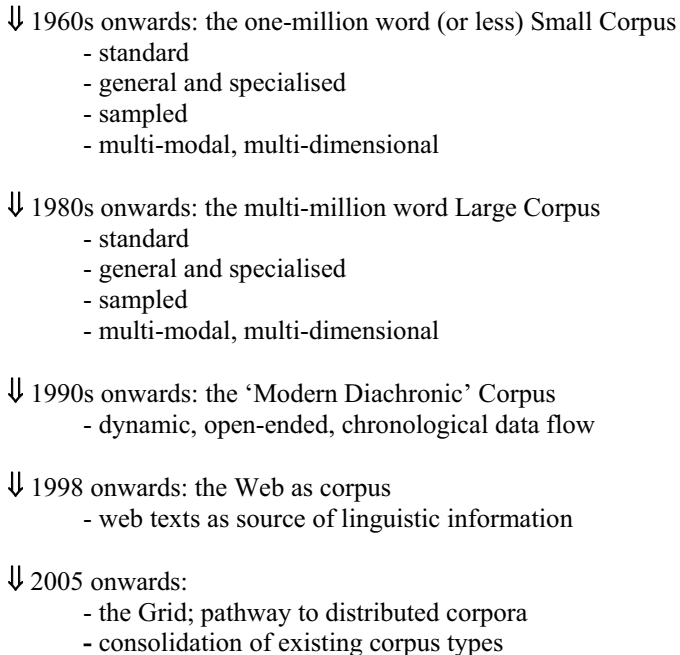 ⇓ 1960s onwards: the one-million word (or less) Small Corpus
- standard
- general and specialised
- sampled
- multi-modal, multi-dimensional
⇓ 1980s onwards: the multi-million word Large Corpus
- standard
- general and specialised
- sampled
- multi-modal, multi-dimensional
⇓ 1990s onwards: the ‘Modern Diachronic’ Corpus
- dynamic, open-ended, chronological data flow
⇓ 1998 onwards: the Web as corpus
- web texts as source of linguistic information
⇓ 2005 onwards:
- the Grid; pathway to distributed corpora
- consolidation of existing corpus types